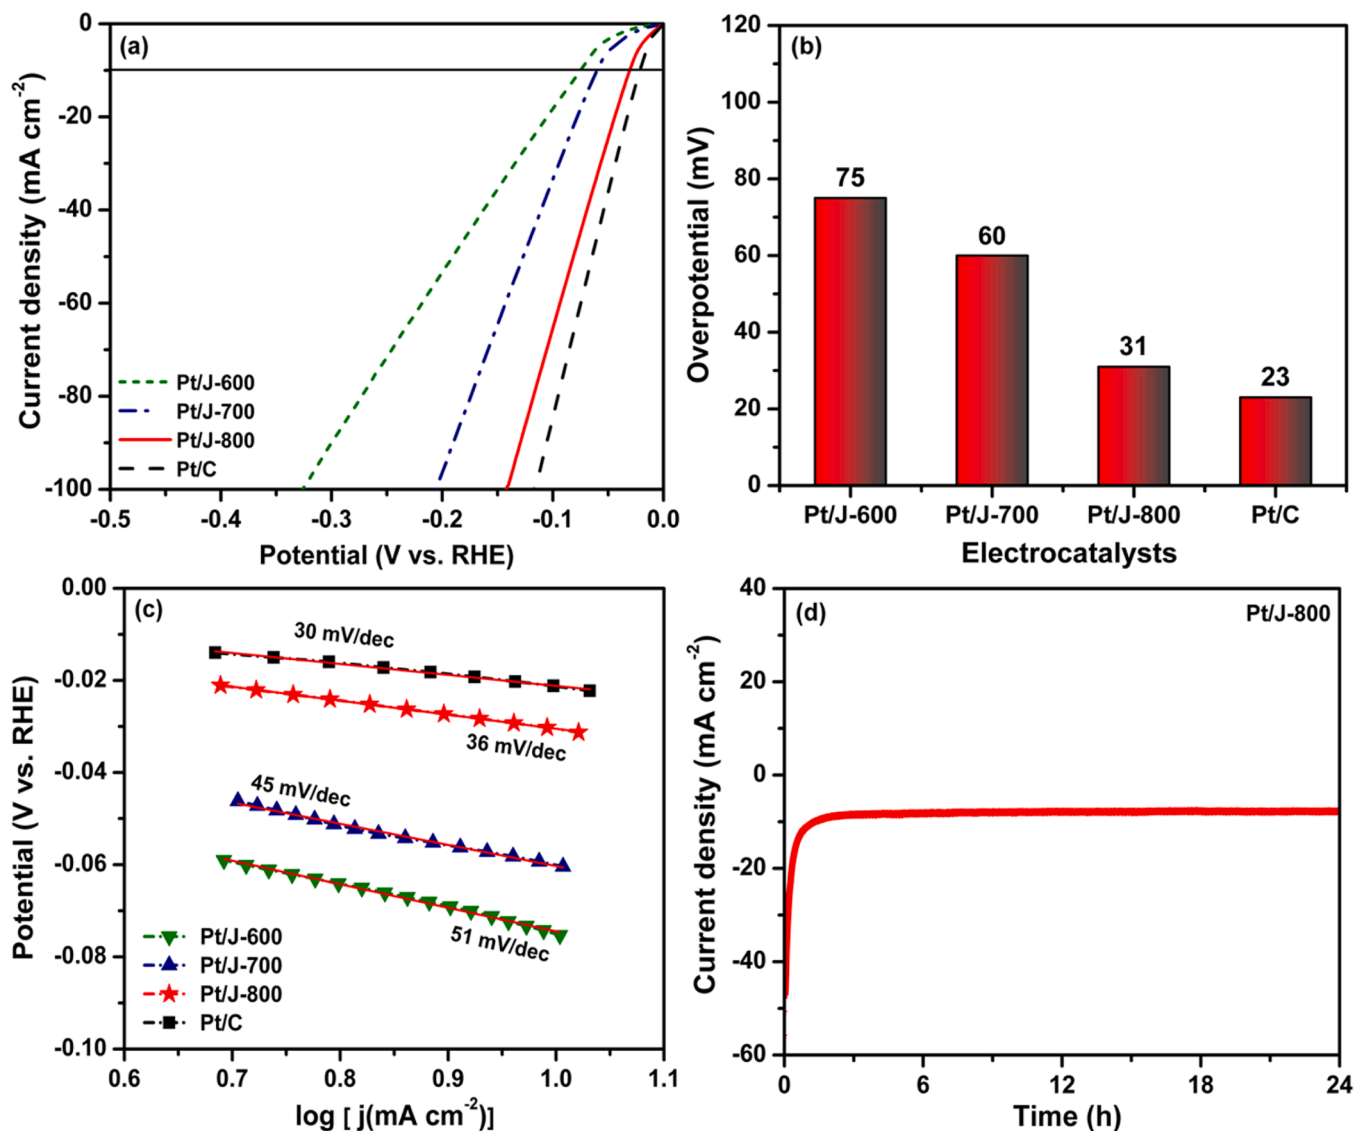 (a)
Current density (mA cm⁻²)
0
-20
-40
-60
-80
-100
Pt/J-600
Pt/J-700
Pt/J-800
Pt/C
-0.5 -0.4 -0.3 -0.2 -0.1 0.0
Potential (V vs. RHE)
(b)
Overpotential (mV)
120
100
80
60
40
20
0
75
60
31
23
Pt/J-600 Pt/J-700 Pt/J-800 Pt/C
Electrocatalysts
(c)
Potential (V vs. RHE)
0.00
-0.02
-0.04
-0.06
-0.08
-0.10
30 mV/dec
36 mV/dec
45 mV/dec
51 mV/dec
Pt/J-600
Pt/J-700
Pt/J-800
Pt/C
0.6 0.7 0.8 0.9 1.0 1.1
log [ j(mA cm⁻²)]
(d)
Pt/J-800
Current density (mA cm⁻²)
40
20
0
-20
-40
-60
0 6 12 18 24
Time (h)